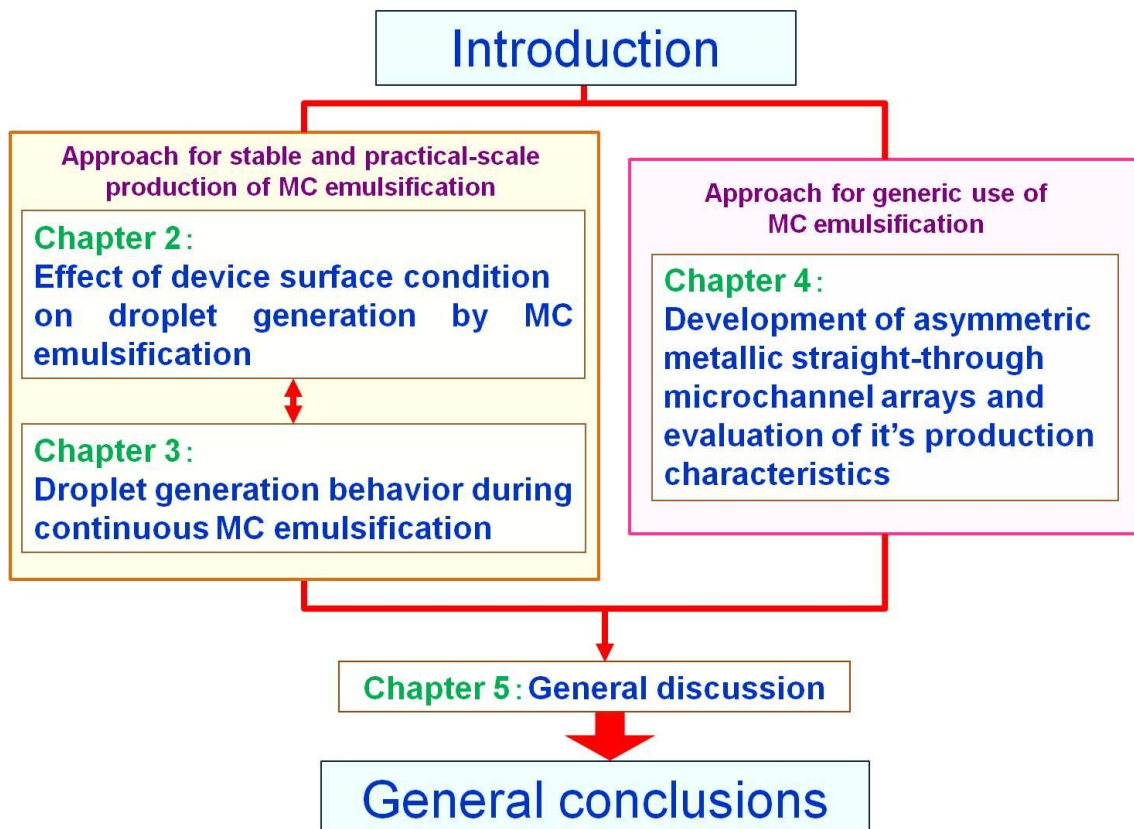 Introduction
Approach for stable and practical-scale
production of MC emulsification
Chapter 2:
Effect of device surface condition
on droplet generation by MC
emulsification
Chapter 3:
Droplet generation behavior during
continuous MC emulsification
Approach for generic use of
MC emulsification
Chapter 4:
Development of asymmetric
metallic straight-through
microchannel arrays and
evaluation of it's production
characteristics
Chapter 5: General discussion
General conclusions